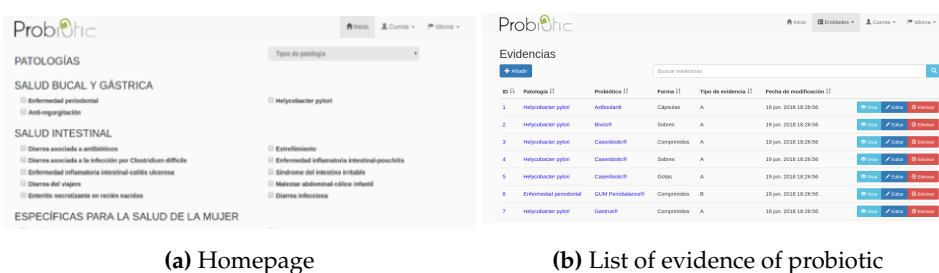 Probiotic
Inicio Cuenta Idioma
PATOLOGÍAS
Tipos de patología
SALUD BUCAL Y GÁSTRICA
Enfermedad periodontal
Helycobacter pylori
Anti-regurgitación
SALUD INTESTINAL
Diarrea asociada a antibióticos
Estreñimiento
Diarrea asociada a la infección por Clostridium difficile
Enfermedad inflamatoria intestinal-pouchitis
Enfermedad inflamatoria intestinal-colitis ulcerosa
Síndrome del intestino irritable
Diarrea del viajero
Malestar abdominal-cólico infantil
Enteritis necrotizante en recién nacidos
Diarrea infecciosa
ESPECÍFICAS PARA LA SALUD DE LA MUJER
(a) Homepage
Probiotic
Inicio Entidades Cuenta Idioma
Evidencias
+ Añadir
Buscar evidencias
ID Patología Probiótico Forma Tipo de evidencia Fecha de modificación
1 Helycobacter pylori Axiboulardi Cápsulas A 19 jun. 2018 18:26:56 Vista Editar Eliminar
2 Helycobacter pylori Bivos® Sobres A 19 jun. 2018 18:26:56 Vista Editar Eliminar
3 Helycobacter pylori Casenbiotic® Comprimidos A 19 jun. 2018 18:26:56 Vista Editar Eliminar
4 Helycobacter pylori Casenbiotic® Sobres A 19 jun. 2018 18:26:56 Vista Editar Eliminar
5 Helycobacter pylori Casenbiotic® Gotas A 19 jun. 2018 18:26:56 Vista Editar Eliminar
6 Enfermedad periodontal GUM Periobalance® Comprimidos B 19 jun. 2018 18:26:56 Vista Editar Eliminar
7 Helycobacter pylori Gastrus® Comprimidos A 19 jun. 2018 18:26:56 Vista Editar Eliminar
(b) List of evidence of probiotic